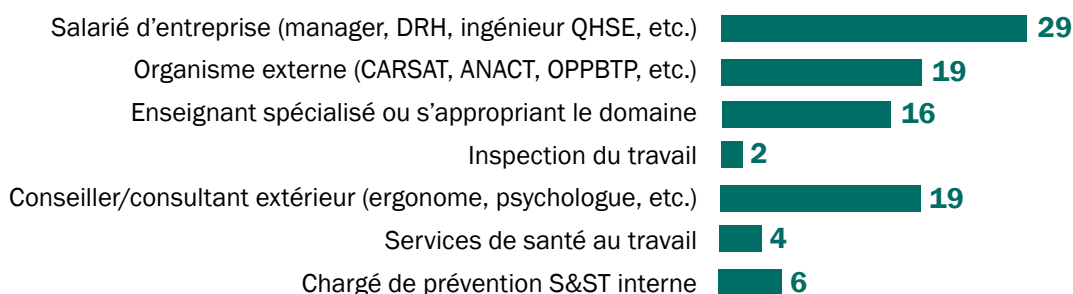 Salarié d'entreprise (manager, DRH, ingénieur QHSE, etc.) 29
Organisme externe (CARSAT, ANACT, OPPBTP, etc.) 19
Enseignant spécialisé ou s'appropriant le domaine 16
Inspection du travail 2
Conseiller/consultant extérieur (ergonome, psychologue, etc.) 19
Services de santé au travail 4
Chargé de prévention S&ST interne 6